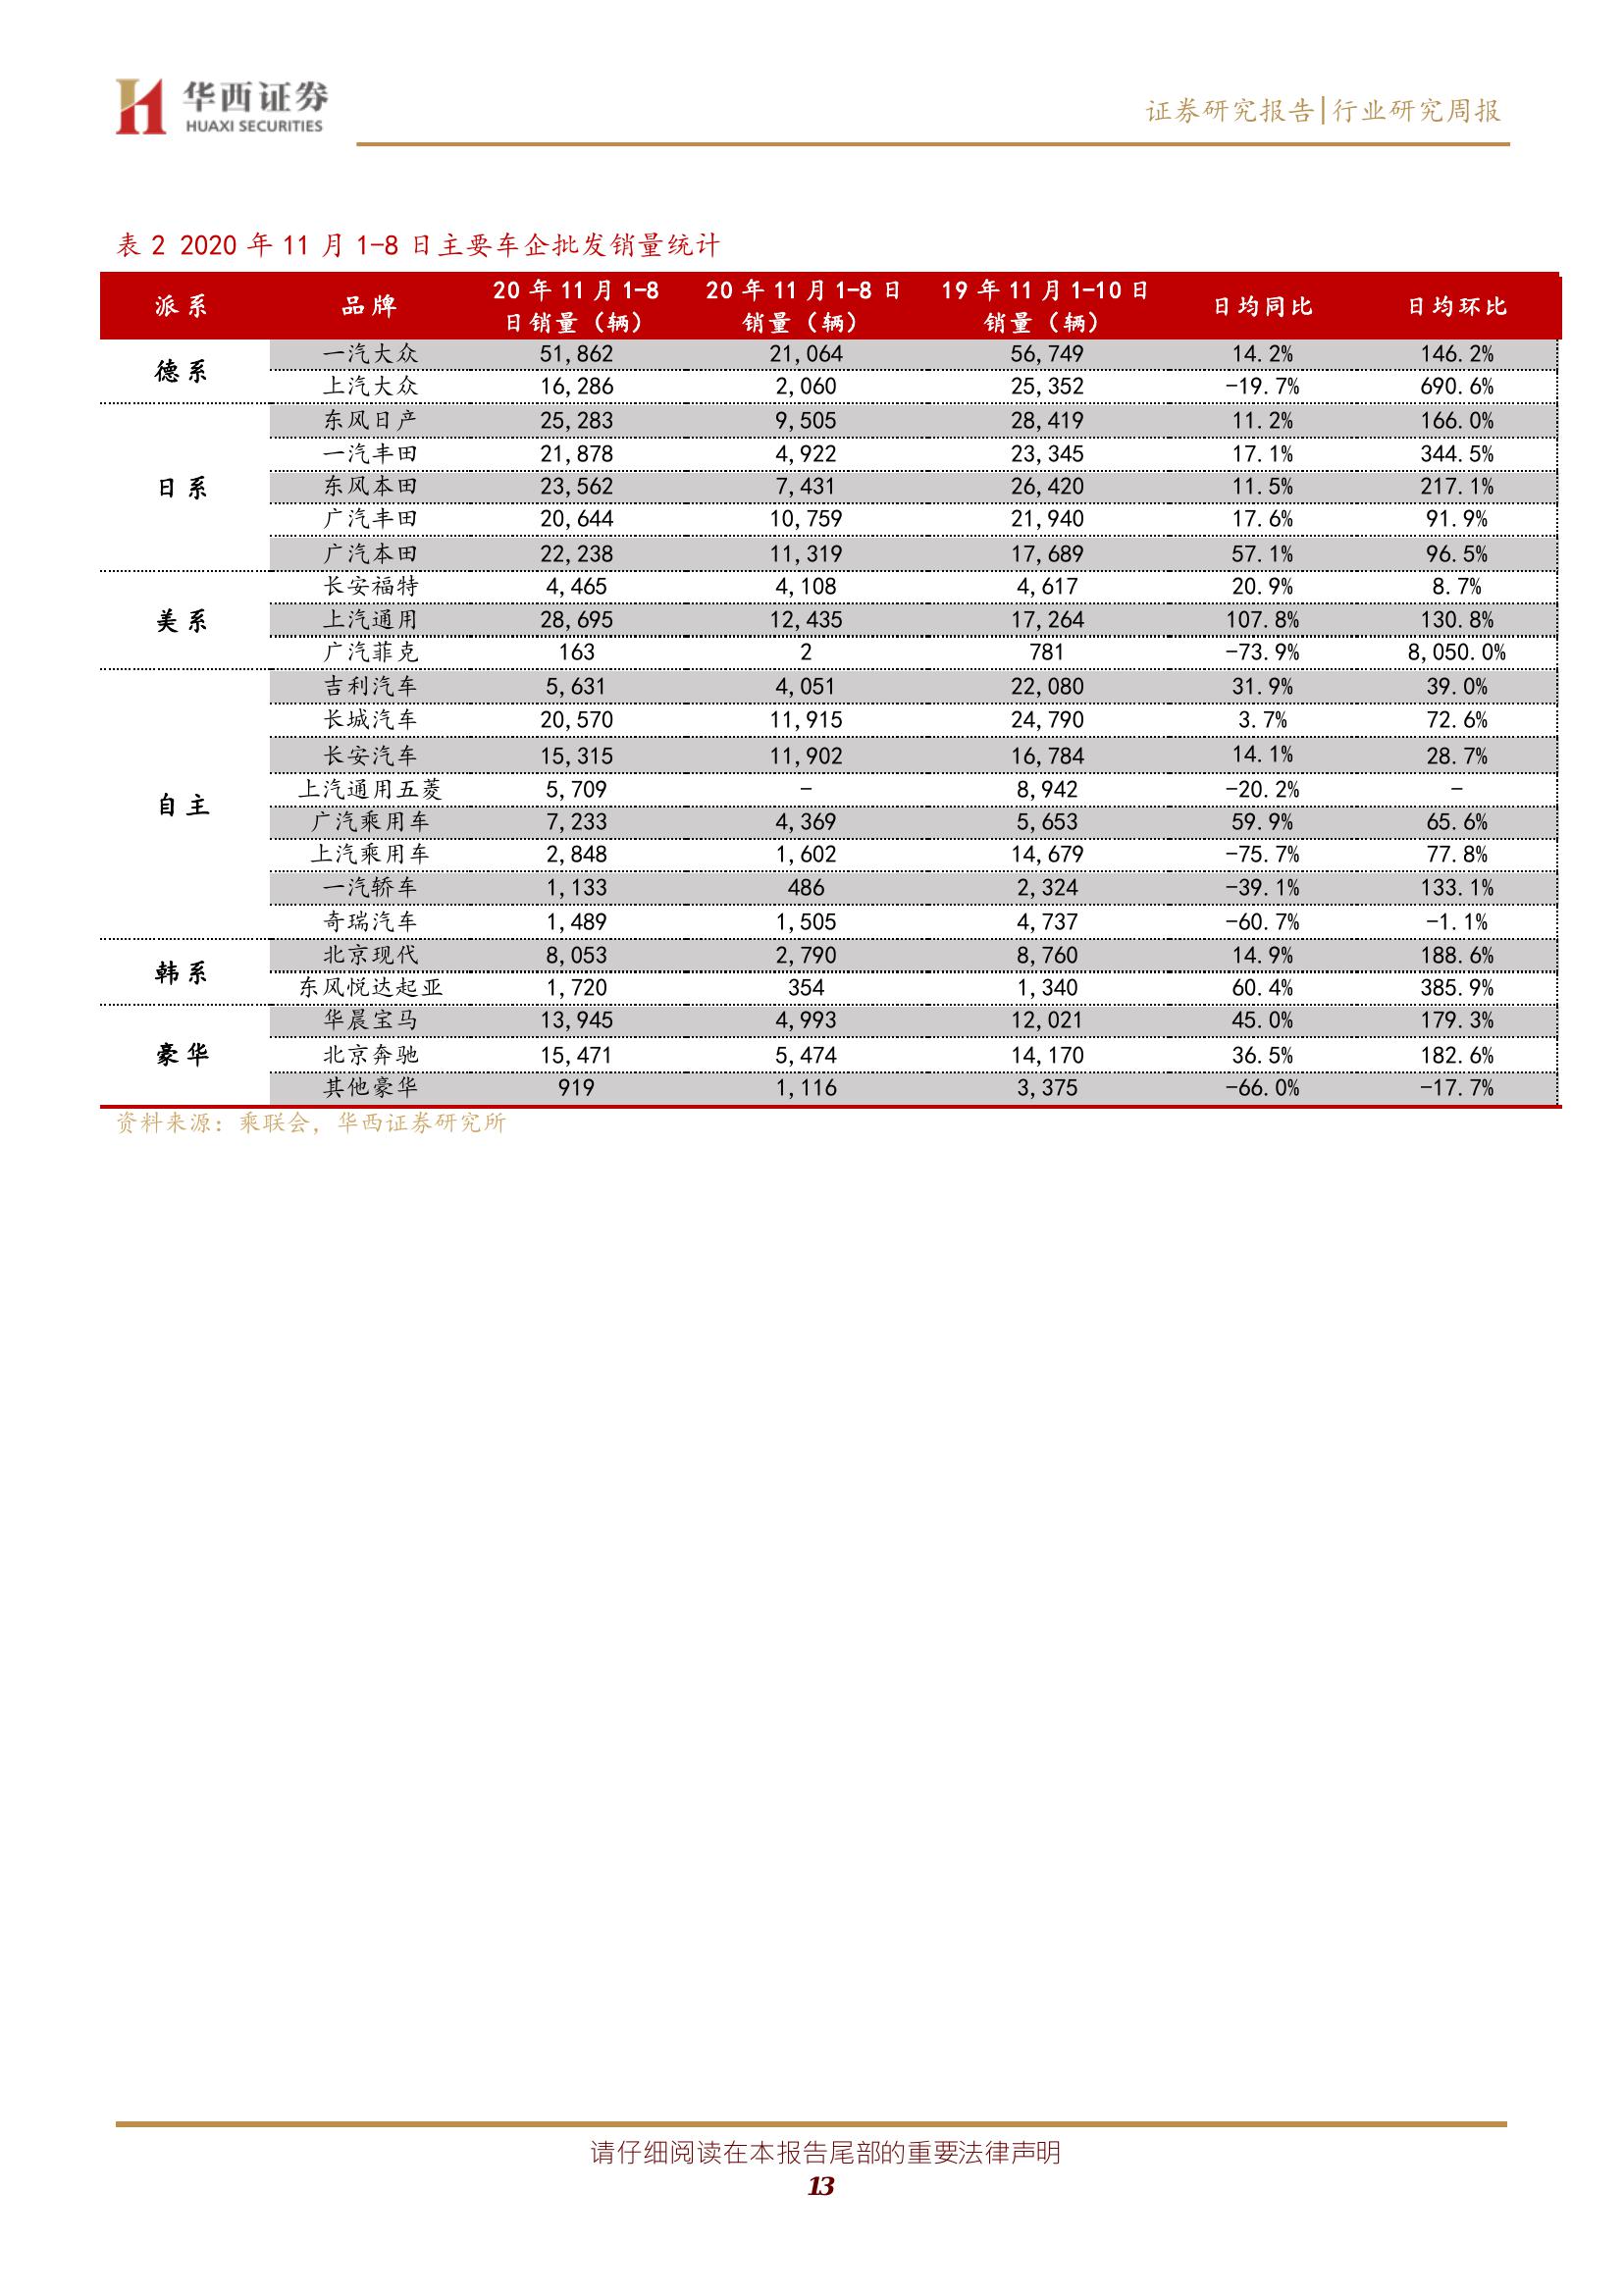 华西证券
HUAXI SECURITIES
证券研究报告|行业研究周报
表 2 2020 年 11 月 1-8 日主要车企批发销量统计
派系 品牌 20 年 11 月 1-8 日销量（辆） 20 年 11 月 1-8 日销量（辆） 19 年 11 月 1-10 日销量（辆） 日均同比 日均环比
德系 一汽大众 51,862 21,064 56,749 14.2% 146.2%
上汽大众 16,286 2,060 25,352 -19.7% 690.6%
日系 东风日产 25,283 9,505 28,419 11.2% 166.0%
一汽丰田 21,878 4,922 23,345 17.1% 344.5%
东风本田 23,562 7,431 26,420 11.5% 217.1%
广汽丰田 20,644 10,759 21,940 17.6% 91.9%
广汽本田 22,238 11,319 17,689 57.1% 96.5%
美系 长安福特 4,465 4,108 4,617 20.9% 8.7%
上汽通用 28,695 12,435 17,264 107.8% 130.8%
广汽菲克 163 2 781 -73.9% 8,050.0%
自主 吉利汽车 5,631 4,051 22,080 31.9% 39.0%
长城汽车 20,570 11,915 24,790 3.7% 72.6%
长安汽车 15,315 11,902 16,784 14.1% 28.7%
上汽通用五菱 5,709 - 8,942 -20.2% -
广汽乘用车 7,233 4,369 5,653 59.9% 65.6%
上汽乘用车 2,848 1,602 14,679 -75.7% 77.8%
一汽轿车 1,133 486 2,324 -39.1% 133.1%
奇瑞汽车 1,489 1,505 4,737 -60.7% -1.1%
韩系 北京现代 8,053 2,790 8,760 14.9% 188.6%
东风悦达起亚 1,720 354 1,340 60.4% 385.9%
豪华 华晨宝马 13,945 4,993 12,021 45.0% 179.3%
北京奔驰 15,471 5,474 14,170 36.5% 182.6%
其他豪华 919 1,116 3,375 -66.0% -17.7%
资料来源：乘联会，华西证券研究所
请仔细阅读在本报告尾部的重要法律声明
13